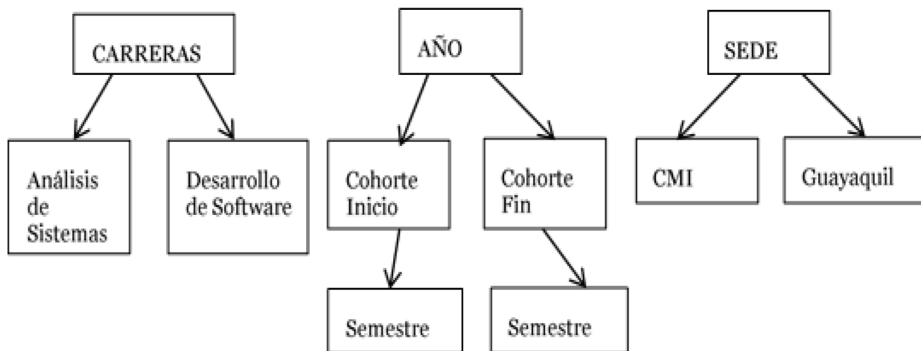 CARRERAS
AÑO
SEDE
Análisis
de
Sistemas
Desarrollo
de Software
Cohorte
Inicio
Cohorte
Fin
CMI
Guayaquil
Semestre
Semestre